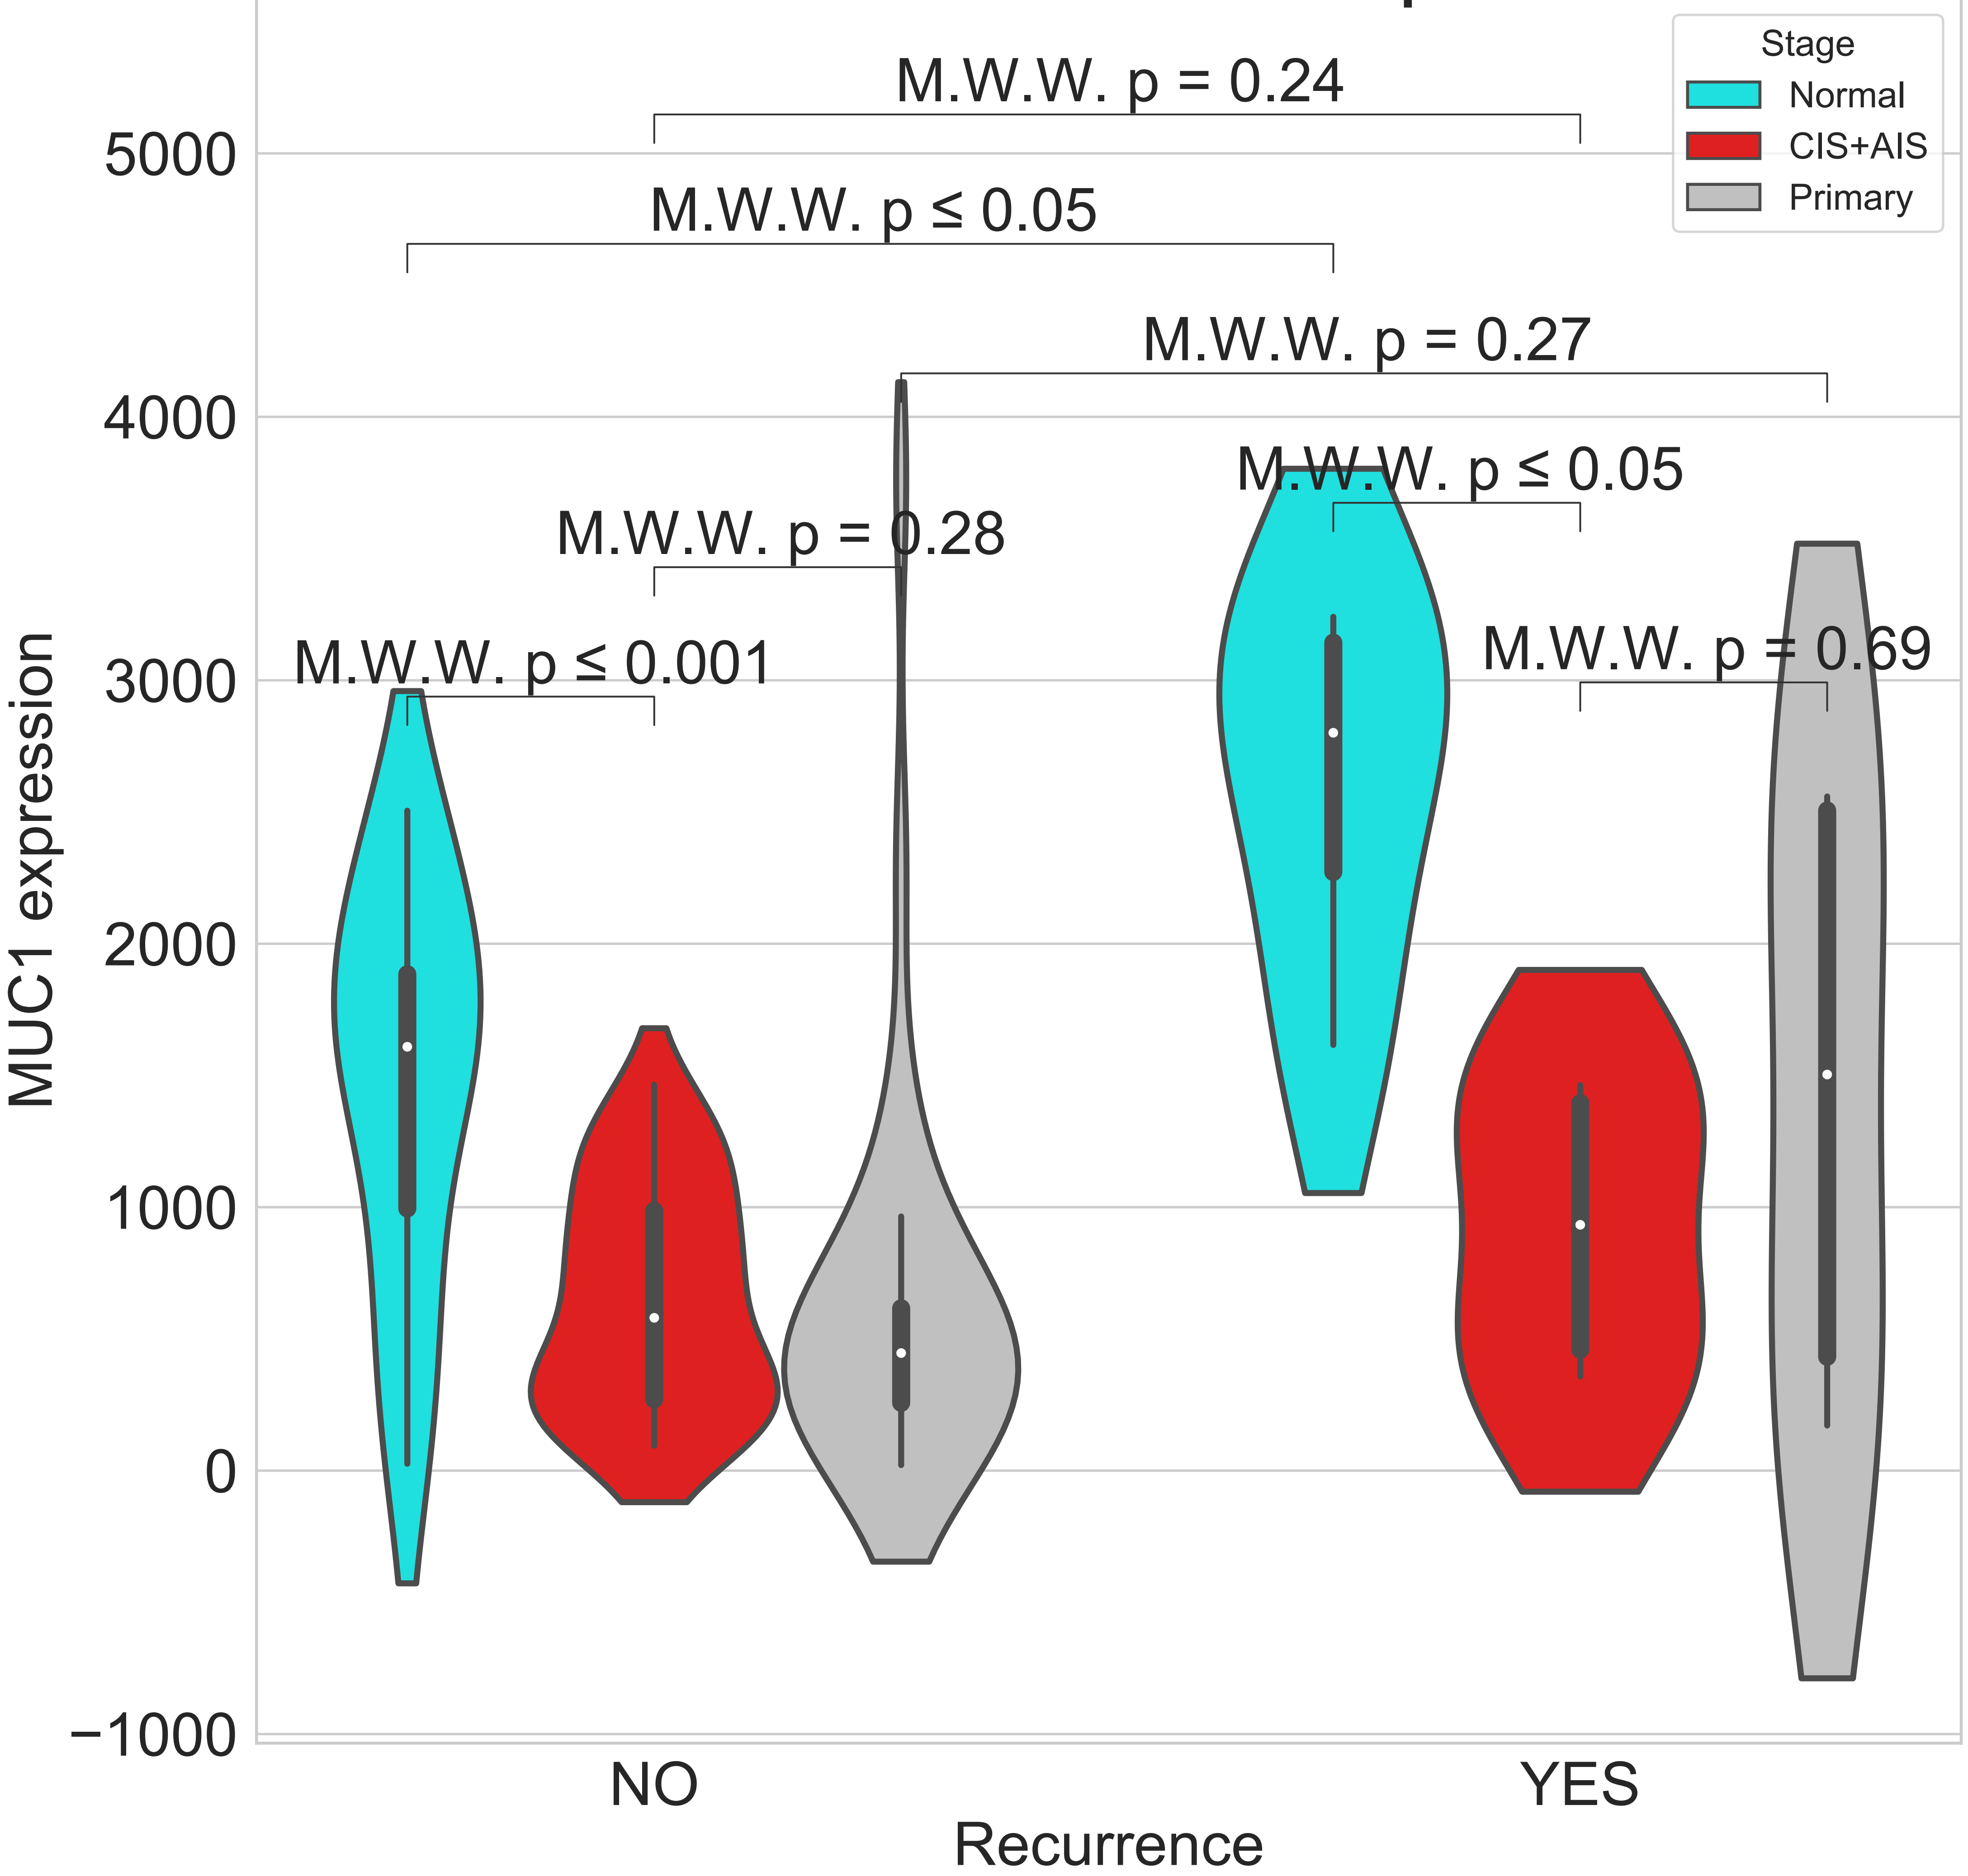 Stage
Normal
CIS+AIS
Primary
M.W.W. p = 0.24
M.W.W. p ≤ 0.05
M.W.W. p = 0.27
M.W.W. p ≤ 0.05
M.W.W. p = 0.28
M.W.W. p ≤ 0.001
M.W.W. p = 0.69
MUC1 expression
5000
4000
3000
2000
1000
0
−1000
NO
YES
Recurrence